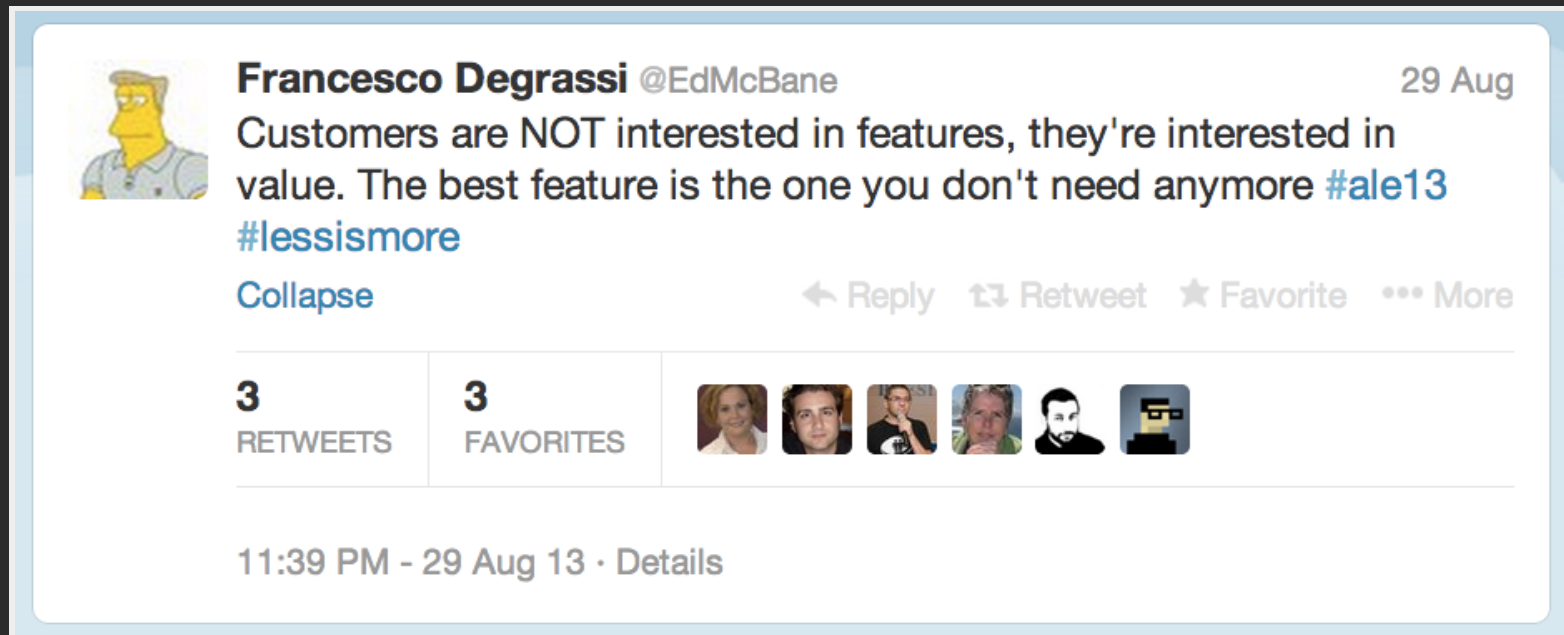 Francesco Degrassi @EdMcBane 29 Aug
Customers are NOT interested in features, they're interested in
value. The best feature is the one you don't need anymore #ale13
#lessismore
Collapse Reply Retweet Favorite More
3 3
RETWEETS FAVORITES
11:39 PM - 29 Aug 13 · Details